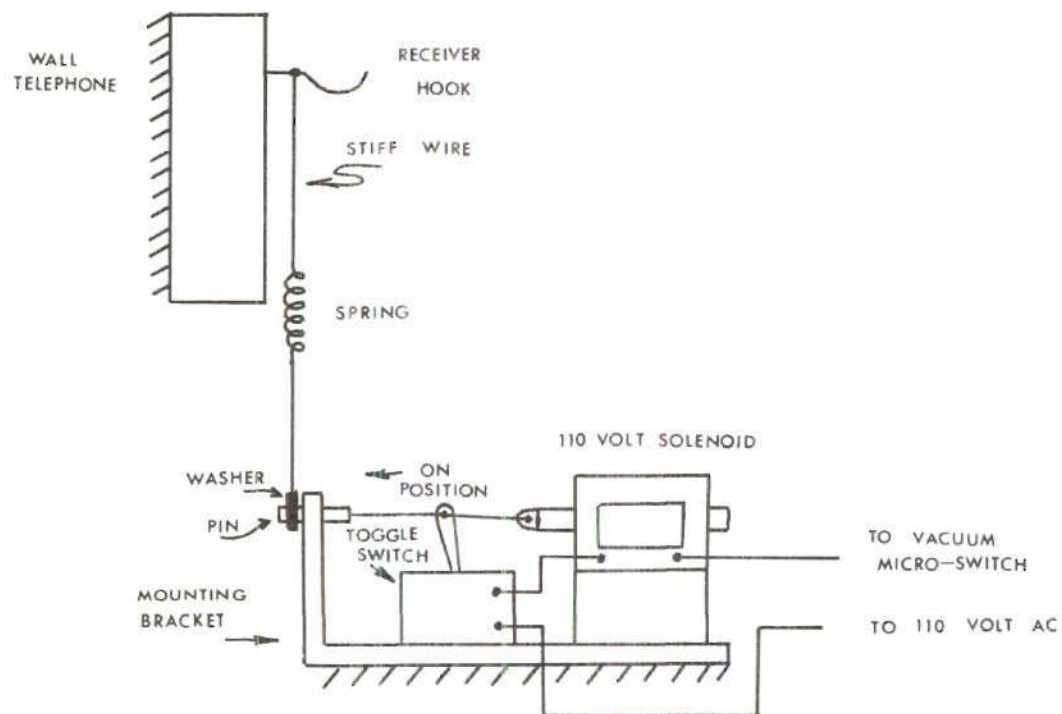 WALL
TELEPHONE
RECEIVER
HOOK
STIFF WIRE
SPRING
110 VOLT SOLENOID
WASHER
ON
POSITION
PIN
TOGGLE
SWITCH
TO VACUUM
MICRO-SWITCH
MOUNTING
BRACKET
TO 110 VOLT AC